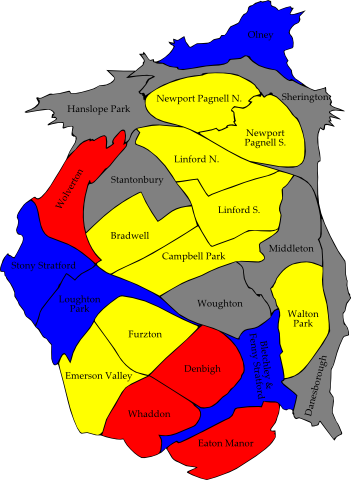 Olney
Hanslope Park
Newport Pagnell N.
Sherington
Newport
Pagnell S.
Linford N.
Stantonbury
Wolverton
Linford S.
Bradwell
Middleton
Campbell Park
Stony Stratford
Loughton
Park
Woughton
Walton
Park
Furzton
Bletchley &
Fenny Stratford
Denbigh
Emerson Valley
Danesborough
Whaddon
Eaton Manor